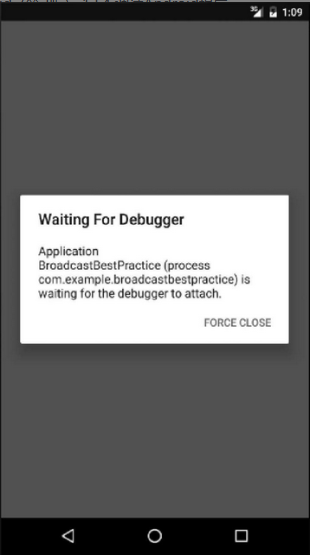 3G 1:09
Waiting For Debugger
Application
BroadcastBestPractice (process
com.example.broadcastbestpractice) is
waiting for the debugger to attach.
FORCE CLOSE